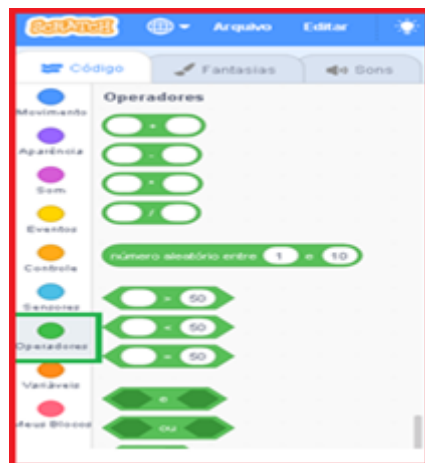 SCRATCH Arquivo Editar
Código Fantasias Sons
Movimento
Aparência
Som
Eventos
Controle
Sensores
Operadores
Variáveis
Meus Blocos
Operadores
+
-
*
/
número aleatório entre 1 e 10
> 50
< 50
= 50
e
ou